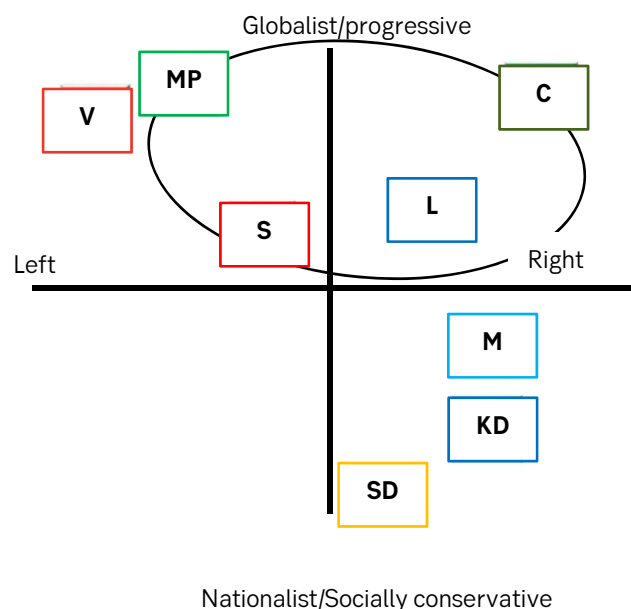 Globalist/progressive
MP
V
C
L
S
Left
Right
M
KD
SD
Nationalist/Socially conservative